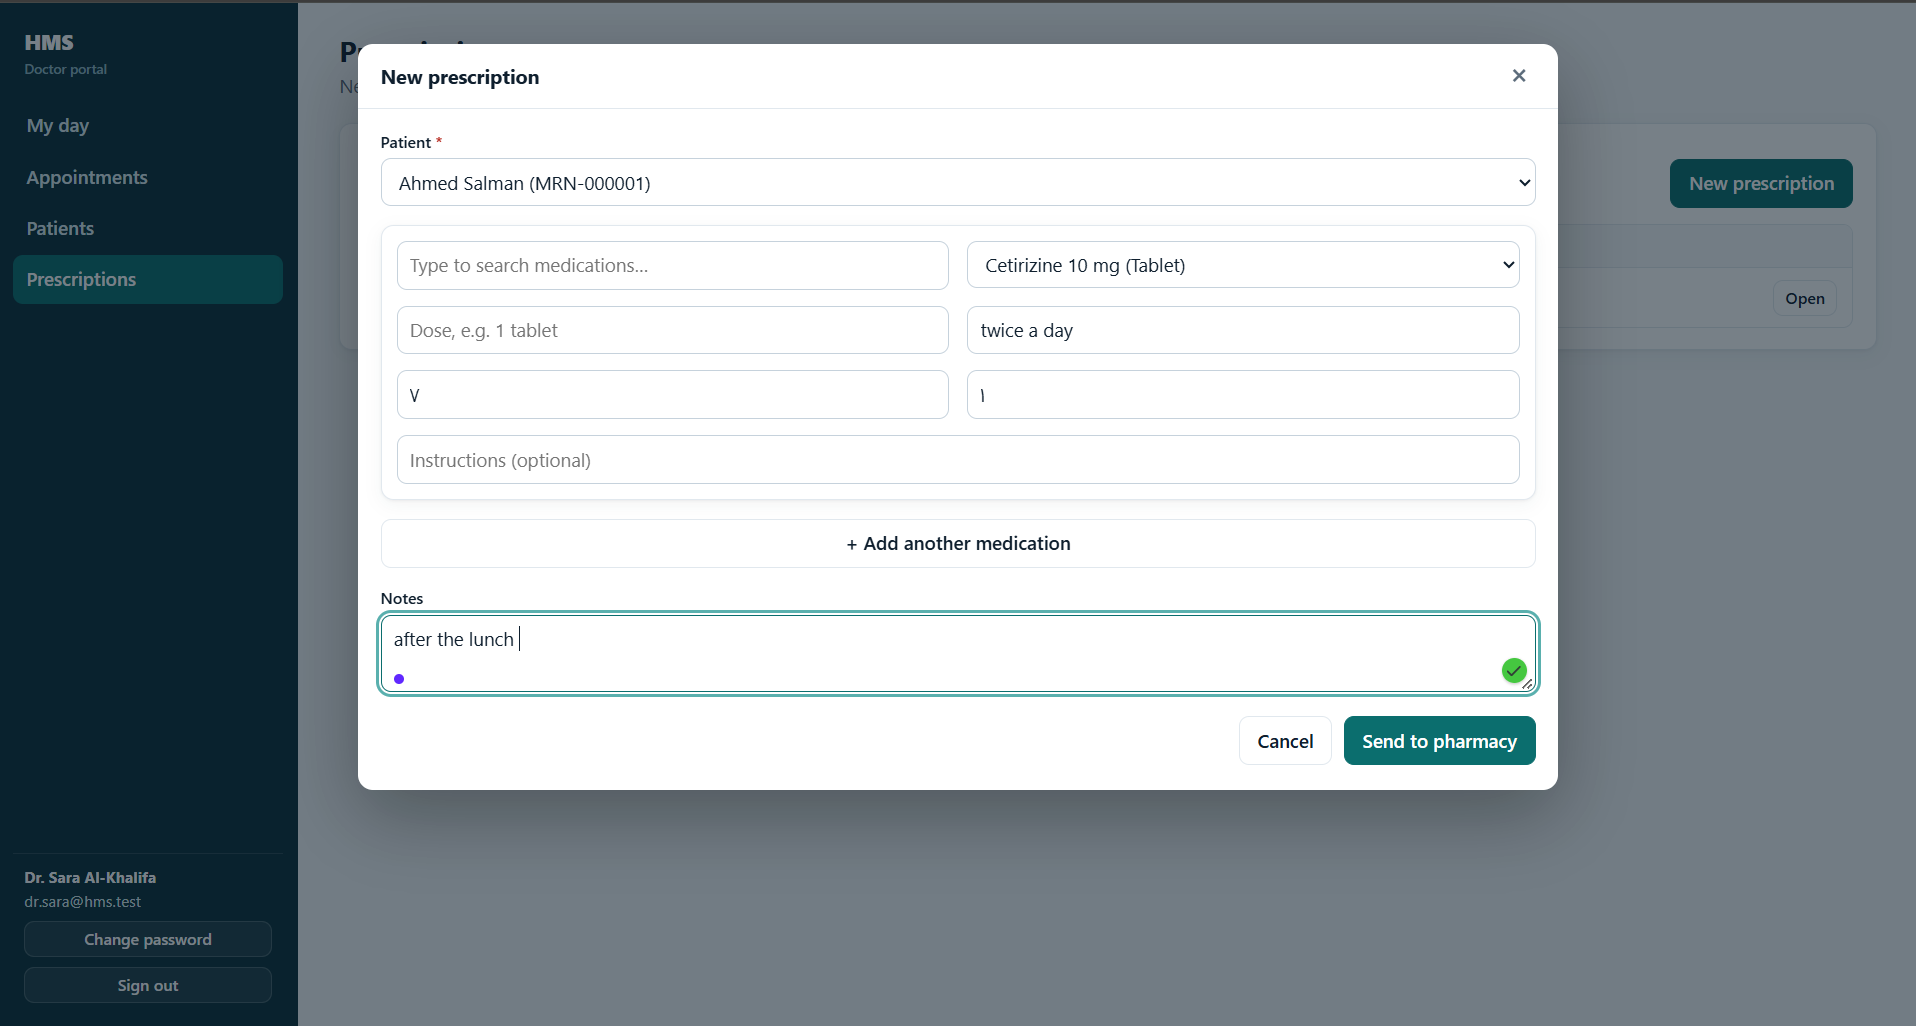 HMS
Doctor portal
My day
Appointments
Patients
Prescriptions
Dr. Sara Al-Khalifa
dr.sara@hms.test
Change password
Sign out
New prescription
Open
New prescription
×
Patient *
Ahmed Salman (MRN-000001)
Type to search medications...
Cetirizine 10 mg (Tablet)
Dose, e.g. 1 tablet
twice a day
٧
١
Instructions (optional)
+ Add another medication
Notes
after the lunch
Cancel
Send to pharmacy